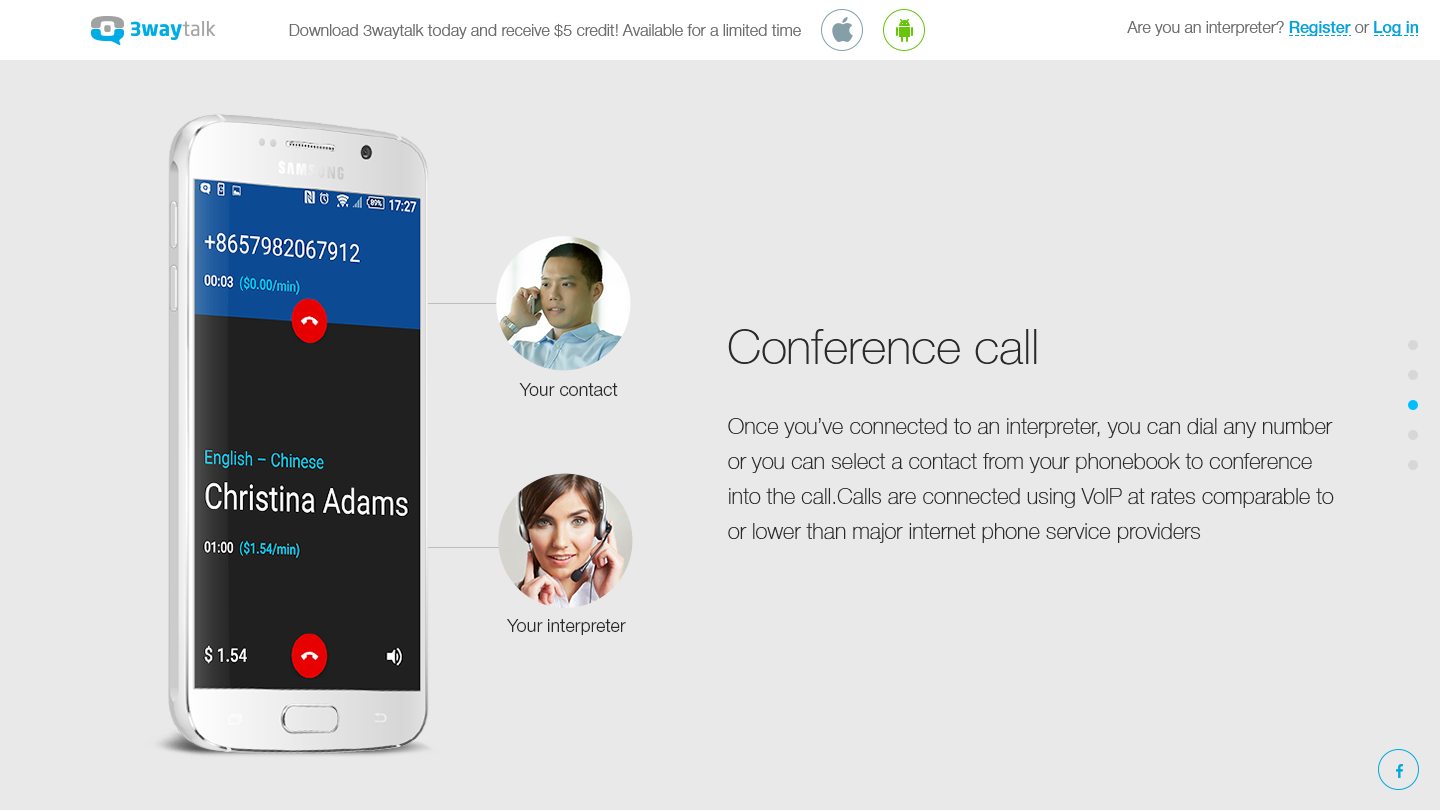 3waytalk
Download 3waytalk today and receive $5 credit! Available for a limited time
Are you an interpreter? Register or Log in
SAMSUNG
89%
17:27
+8657982067912
00:03 ($0.00/min)
Your contact
English – Chinese
Christina Adams
01:00 ($1.54/min)
$ 1.54
Your interpreter
Conference call
Once you’ve connected to an interpreter, you can dial any number
or you can select a contact from your phonebook to conference
into the call.Calls are connected using VoIP at rates comparable to
or lower than major internet phone service providers
f